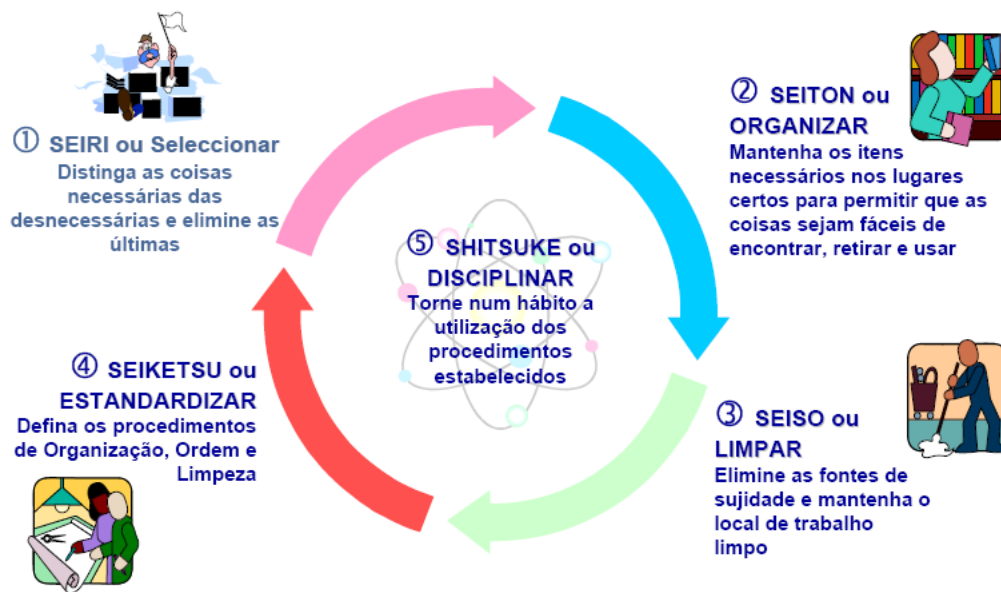 ① SEIRI ou Seleccionar
Distinga as coisas
necessárias das
desnecessárias e elimine as
últimas
② SEITON ou
ORGANIZAR
Mantenha os itens
necessários nos lugares
certos para permitir que as
coisas sejam fáceis de
encontrar, retirar e usar
③ SEISO ou
LIMPAR
Elimine as fontes de
sujidade e mantenha o
local de trabalho
limpo
④ SEIKETSU ou
ESTANDARDIZAR
Defina os procedimentos
de Organização, Ordem e
Limpeza
⑤ SHITSUKE ou
DISCIPLINAR
Torne num hábito a
utilização dos
procedimentos
estabelecidos